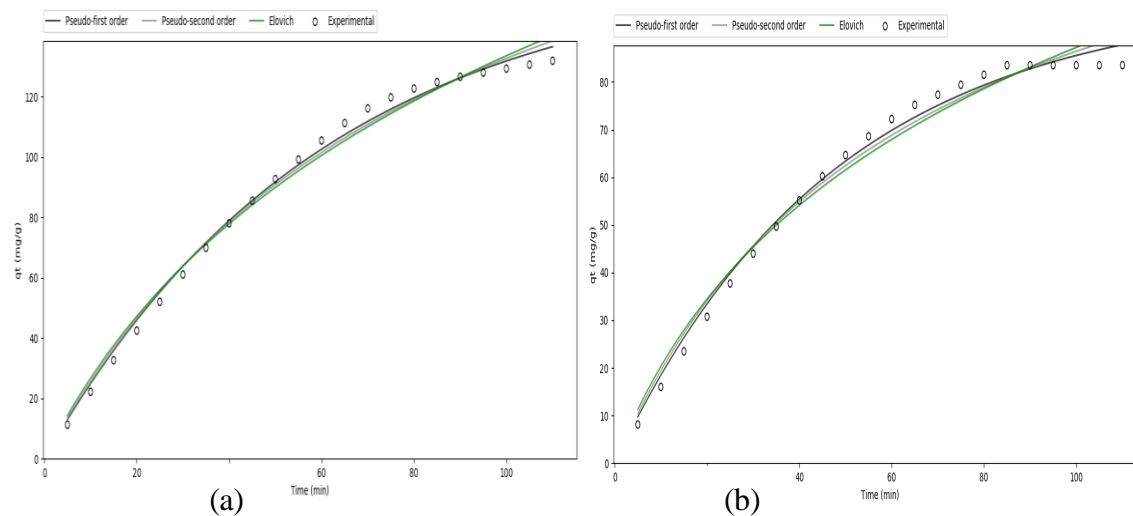 Pseudo-first order Pseudo-second order Elovich Experimental
120
100
80
60
40
20
0
qt (mg/g)
0 20 60 80 100
Time (min)
(a)
Pseudo-first order Pseudo-second order Elovich Experimental
80
70
60
50
40
30
20
10
0
qt (mg/g)
0 40 60 80 100
Time (min)
(b)